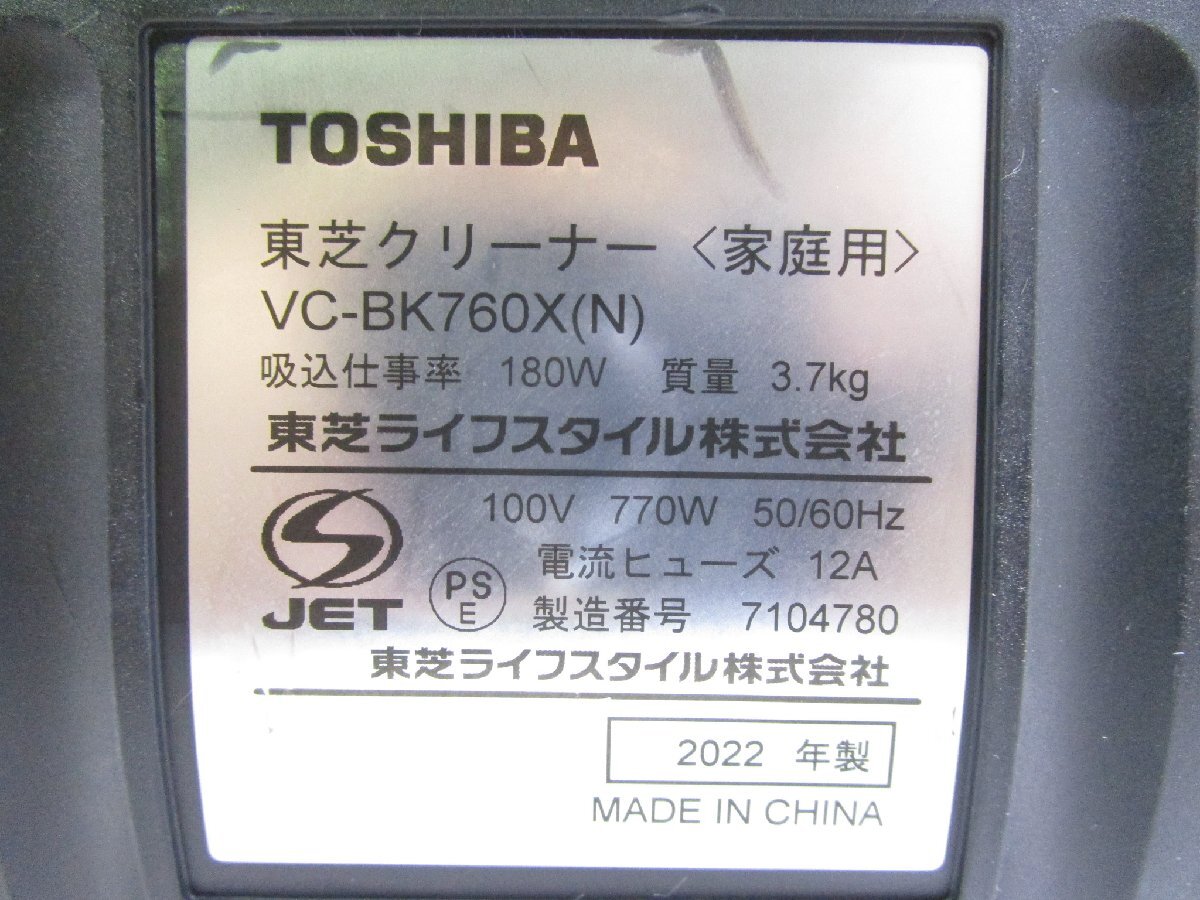 TOSHIBA
東芝クリーナー〈家庭用〉
VC-BK760X(N)
吸込仕事率 180W 質量 3.7kg
東芝ライフスタイル株式会社
100V 770W 50/60Hz
電流ヒューズ 12A
JET PS E 製造番号 7104780
東芝ライフスタイル株式会社
2022 年製
MADE IN CHINA